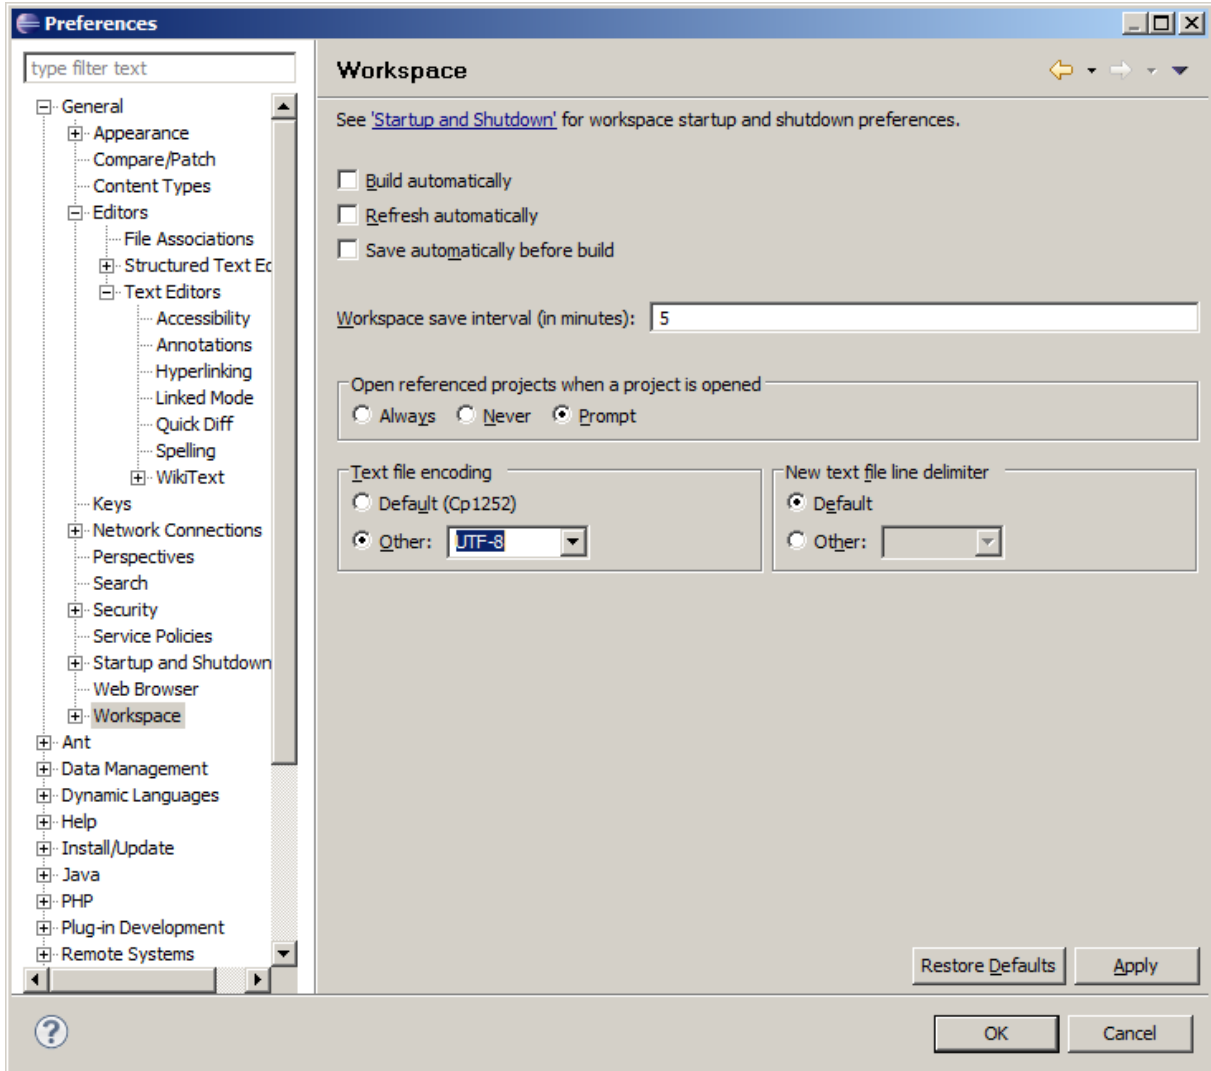 Preferences
type filter text
General
Appearance
Compare/Patch
Content Types
Editors
File Associations
Structured Text Ed
Text Editors
Accessibility
Annotations
Hyperlinking
Linked Mode
Quick Diff
Spelling
WikiText
Keys
Network Connections
Perspectives
Search
Security
Service Policies
Startup and Shutdown
Web Browser
Workspace
Ant
Data Management
Dynamic Languages
Help
Install/Update
Java
PHP
Plug-in Development
Remote Systems
Workspace
See 'Startup and Shutdown' for workspace startup and shutdown preferences.
Build automatically
Refresh automatically
Save automatically before build
Workspace save interval (in minutes): 5
Open referenced projects when a project is opened
Always Never Prompt
Text file encoding
Default (Cp1252)
Other: UTF-8
New text file line delimiter
Default
Other:
Restore Defaults Apply
? OK Cancel